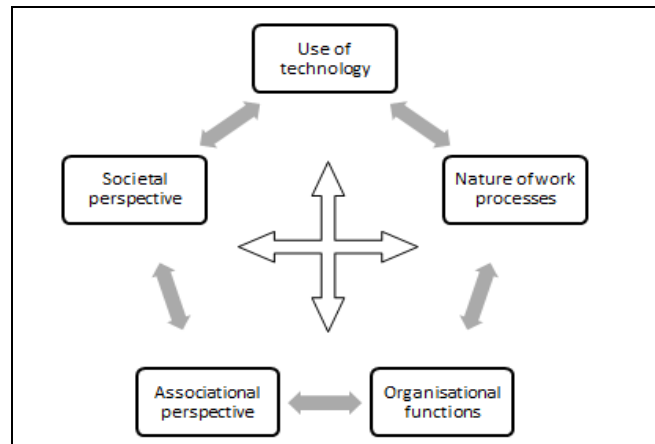 Use of
technology
Societal
perspective
Nature of work
processes
Associational
perspective
Organisational
functions